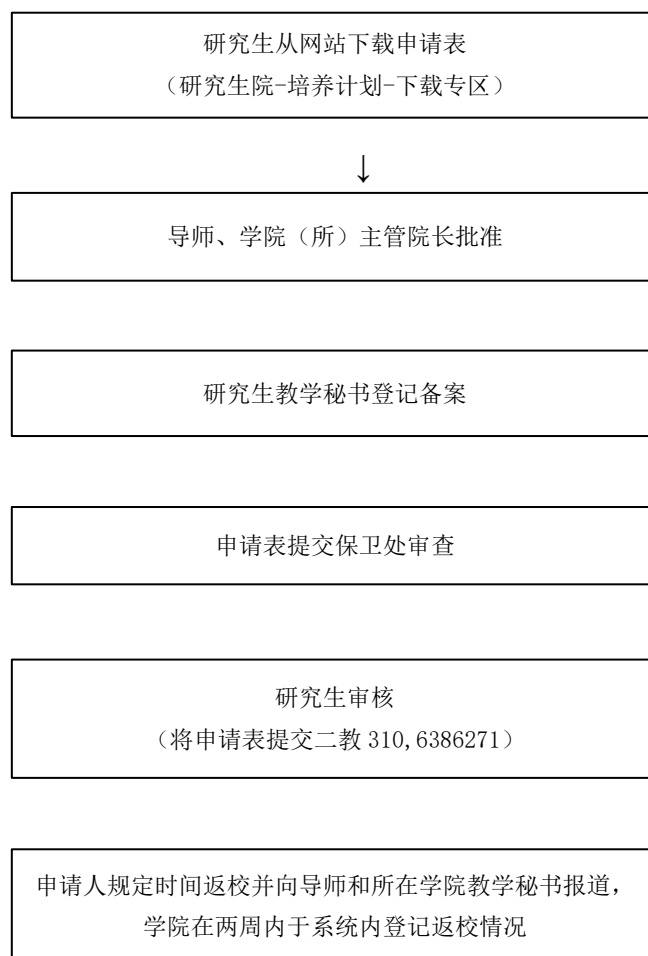 研究生从网站下载申请表
（研究生院-培养计划-下载专区）
↓
导师、学院（所）主管院长批准
研究生教学秘书登记备案
申请表提交保卫处审查
研究生审核
（将申请表提交二教 310,6386271）
申请人规定时间返校并向导师和所在学院教学秘书报道，
学院在两周内于系统内登记返校情况